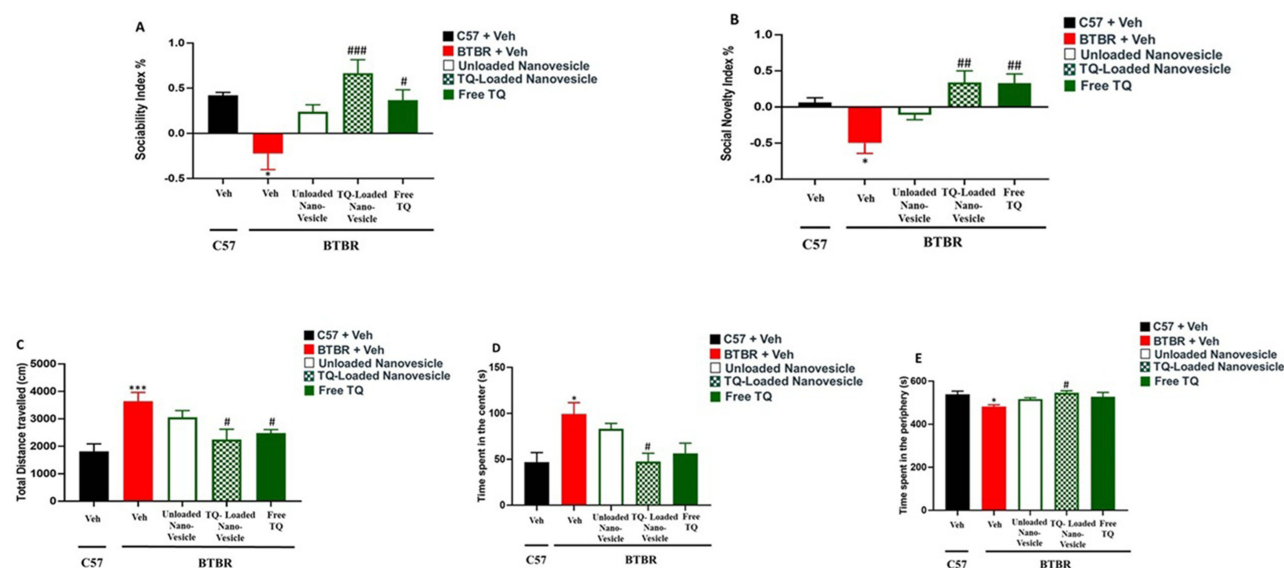 A
Sociability Index %
1.0
0.5
0.0
-0.5
###
#
*
C57 + Veh
BTBR + Veh
Unloaded Nanovesicle
TQ-Loaded Nanovesicle
Free TQ
Veh
Veh
Unloaded
Nano-
Vesicle
TQ-Loaded
Nano-
Vesicle
Free
TQ
C57
BTBR
B
Social Novelty Index %
1.0
0.5
0.0
-0.5
-1.0
##
##
*
C57 + Veh
BTBR + Veh
Unloaded Nanovesicle
TQ-Loaded Nanovesicle
Free TQ
Veh
Veh
Unloaded
Nano-
Vesicle
TQ-Loaded
Nano-
Vesicle
Free
TQ
C57
BTBR
C
Total Distance travelled (cm)
5000
4000
3000
2000
1000
0
***
#
#
C57 + Veh
BTBR + Veh
Unloaded Nanovesicle
TQ-Loaded Nanovesicle
Free TQ
Veh
Veh
Unloaded
Nano-
Vesicle
TQ- Loaded
Nano-
Vesicle
Free
TQ
C57
BTBR
D
Time spent in the center (s)
150
100
50
0
*
#
C57 + Veh
BTBR + Veh
Unloaded Nanovesicle
TQ-Loaded Nanovesicle
Free TQ
Veh
Veh
Unloaded
Nano-
Vesicle
TQ- Loaded
Nano-
Vesicle
Free
TQ
C57
BTBR
E
Time spent in the periphery (s)
600
400
200
0
*
#
C57 + Veh
BTBR + Veh
Unloaded Nanovesicle
TQ-Loaded Nanovesicle
Free TQ
Veh
Veh
Unloaded
Nano-
Vesicle
TQ- Loaded
Nano-
Vesicle
Free
TQ
C57
BTBR